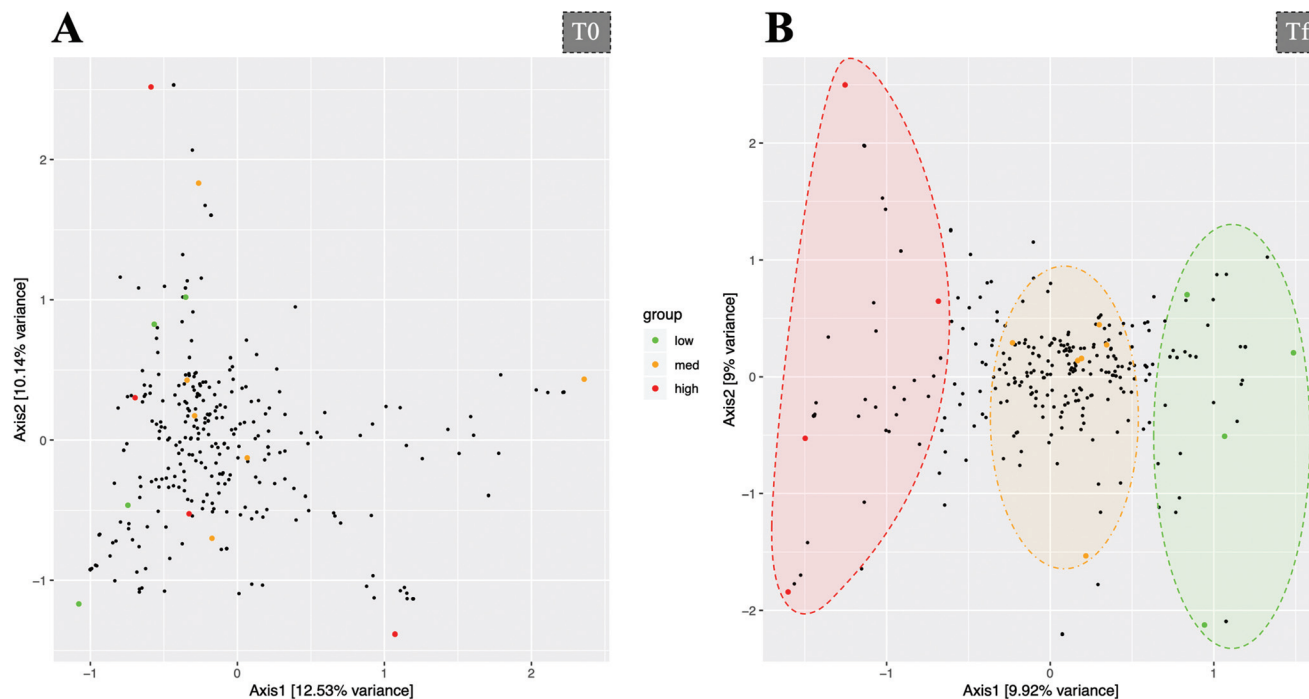 A
T0
2
1
0
−1
−1
0
1
2
Axis2 [10.14% variance]
Axis1 [12.53% variance]
group
low
med
high
B
Tf
2
1
0
−1
−2
−1
0
1
Axis2 [9% variance]
Axis1 [9.92% variance]